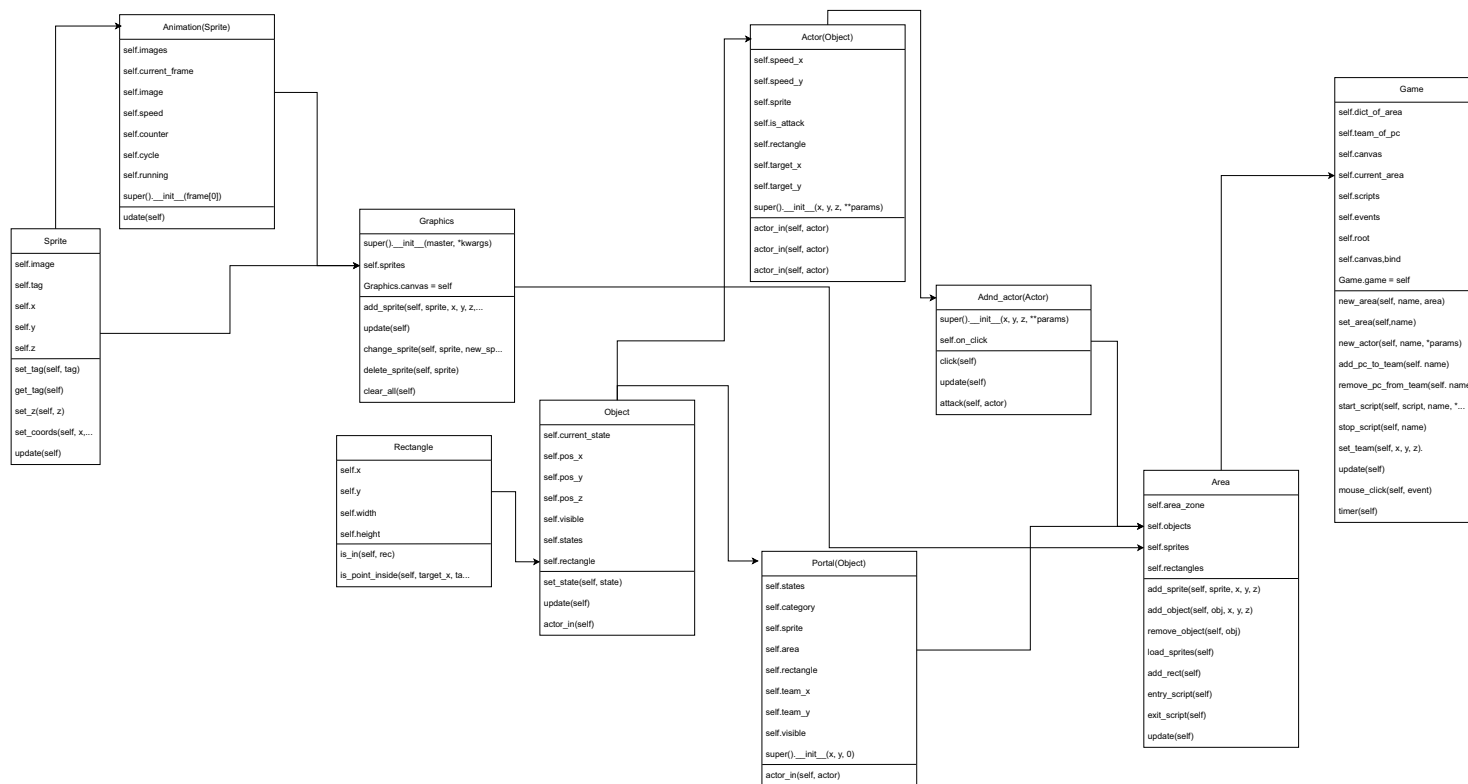 Animation(Sprite)
self.images
self.current_frame
self.image
self.speed
self.counter
self.cycle
self.running
super().__init__(frame[0])
udate(self)
Sprite
self.image
self.tag
self.x
self.y
self.z
set_tag(self, tag)
get_tag(self)
set_z(self, z)
set_coords(self, x,...
update(self)
Graphics
super().__init__(master, *kwargs)
self.sprites
Graphics.canvas = self
add_sprite(self, sprite, x, y, z,...
update(self)
change_sprite(self, sprite, new_sp...
delete_sprite(self, sprite)
clear_all(self)
Rectangle
self.x
self.y
self.width
self.height
is_in(self, rec)
is_point_inside(self, target_x, ta...
Object
self.current_state
self.pos_x
self.pos_y
self.pos_z
self.visible
self.states
self.rectangle
set_state(self, state)
update(self)
actor_in(self)
Actor(Object)
self.speed_x
self.speed_y
self.sprite
self.is_attack
self.rectangle
self.target_x
self.target_y
super().__init__(x, y, z, **params)
actor_in(self, actor)
actor_in(self, actor)
actor_in(self, actor)
Adnd_actor(Actor)
super().__init__(x, y, z, **params)
self.on_click
click(self)
update(self)
attack(self, actor)
Portal(Object)
self.states
self.category
self.sprite
self.area
self.rectangle
self.team_x
self.team_y
self.visible
super().__init__(x, y, 0)
actor_in(self, actor)
Area
self.area_zone
self.objects
self.sprites
self.rectangles
add_sprite(self, sprite, x, y, z)
add_object(self, obj, x, y, z)
remove_object(self, obj)
load_sprites(self)
add_rect(self)
entry_script(self)
exit_script(self)
update(self)
Game
self.dict_of_area
self.team_of_pc
self.canvas
self.current_area
self.scripts
self.events
self.root
self.canvas,bind
Game.game = self
new_area(self, name, area)
set_area(self,name)
new_actor(self, name, *params)
add_pc_to_team(self. name)
remove_pc_from_team(self. name
start_script(self, script, name, *...
stop_script(self, name)
set_team(self, x, y, z).
update(self)
mouse_click(self, event)
timer(self)